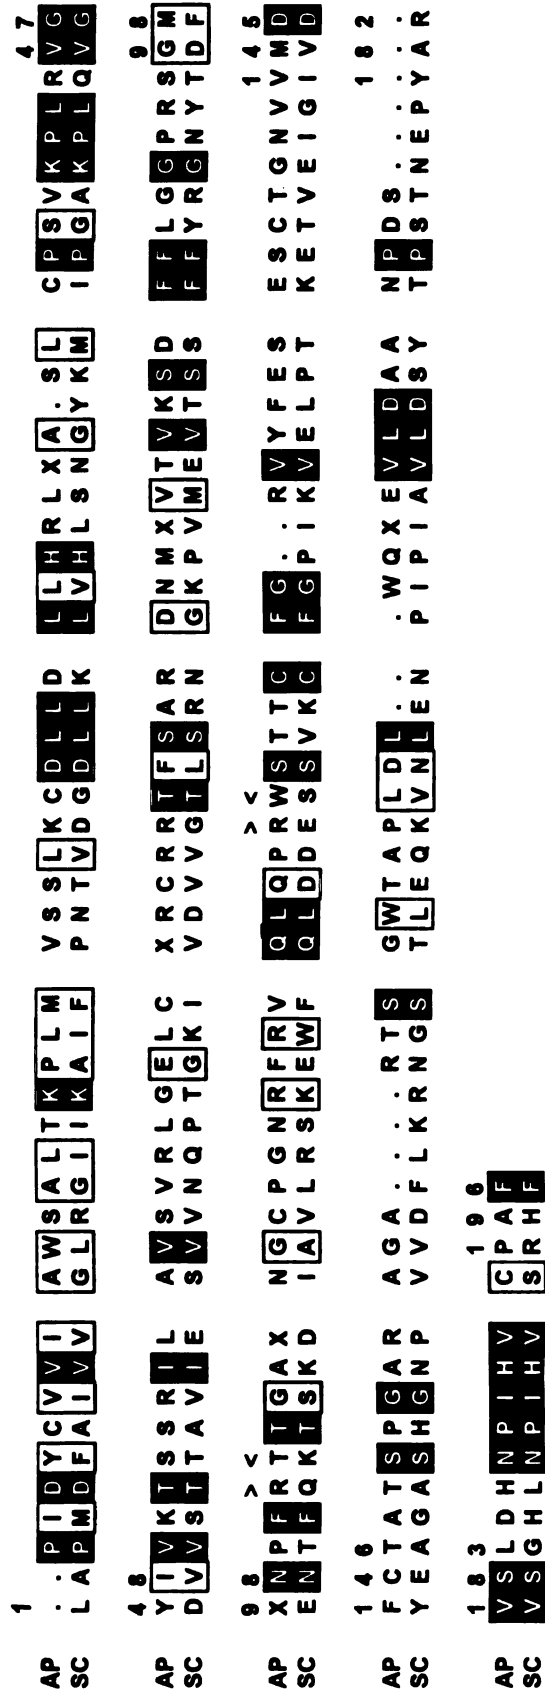 1 47
AP . . P I D Y C V V I A W S A L T K P L M V S S L K C D L L D L L H R L X A . S L C P S V K P L R V G
SC L A P M D F A I V V G L R G I I K A I F P N T V D G D L L K L V H L S N G Y K M I P G A K P L Q V G
48 98
AP Y I V K T S S R I L A V S V R L G E L C X R C R R T F S A R D N M X V T V K S D F F L G G P R S G M
SC D V V S T T A V I E S V V N Q P T G K I V D V V G T L S R N G K P V M E V T S S F F Y R G N Y T D F
98 > < > < 145
AP X N P F R T T G A X N G C P G N R F R V Q L Q P R W S T T C F G . . R V Y F E S E S C T G N V V M D
SC E N T F Q K T S K D I A V L R S K E W F Q L D D E S S V K C F G P I K V E L P T K E T V E I G I V D
146 182
AP F C T A T S P G A R A G A . . . . R T S G W T A P L D L . . . W Q X E V L D A A N P D S . . . . . .
SC Y E A G A S H G N P V V D F L K R N G S T L E Q K V N L E N P I P I A V L D S Y T P S T N E P Y A R
183 196
AP V S L D H N P I H V C P A F
SC V S G H L N P I H V S R H F